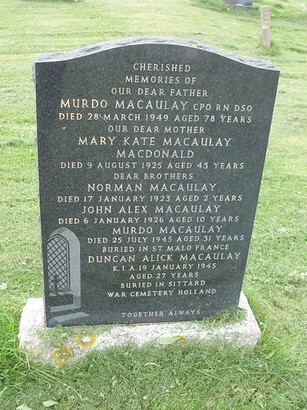 CHERISHED
MEMORIES OF
OUR DEAR FATHER
MURDO MACAULAY CPO RN DSO
DIED 28 MARCH 1949 AGED 78 YEARS
OUR DEAR MOTHER
MARY KATE MACAULAY
MACDONALD
DIED 9 AUGUST 1925 AGED 43 YEARS
DEAR BROTHERS
NORMAN MACAULAY
DIED 17 JANUARY 1923 AGED 2 YEARS
JOHN ALEX MACAULAY
DIED 6 JANUARY 1926 AGED 10 YEARS
MURDO MACAULAY
DIED 25 JULY 1945 AGED 31 YEARS
BURIED IN ST. MALO FRANCE
DUNCAN ALICK MACAULAY
K.I.A. 19 JANUARY 1945
AGED 27 YEARS
BURIED IN SITTARD
WAR CEMETERY HOLLAND
TOGETHER ALWAYS